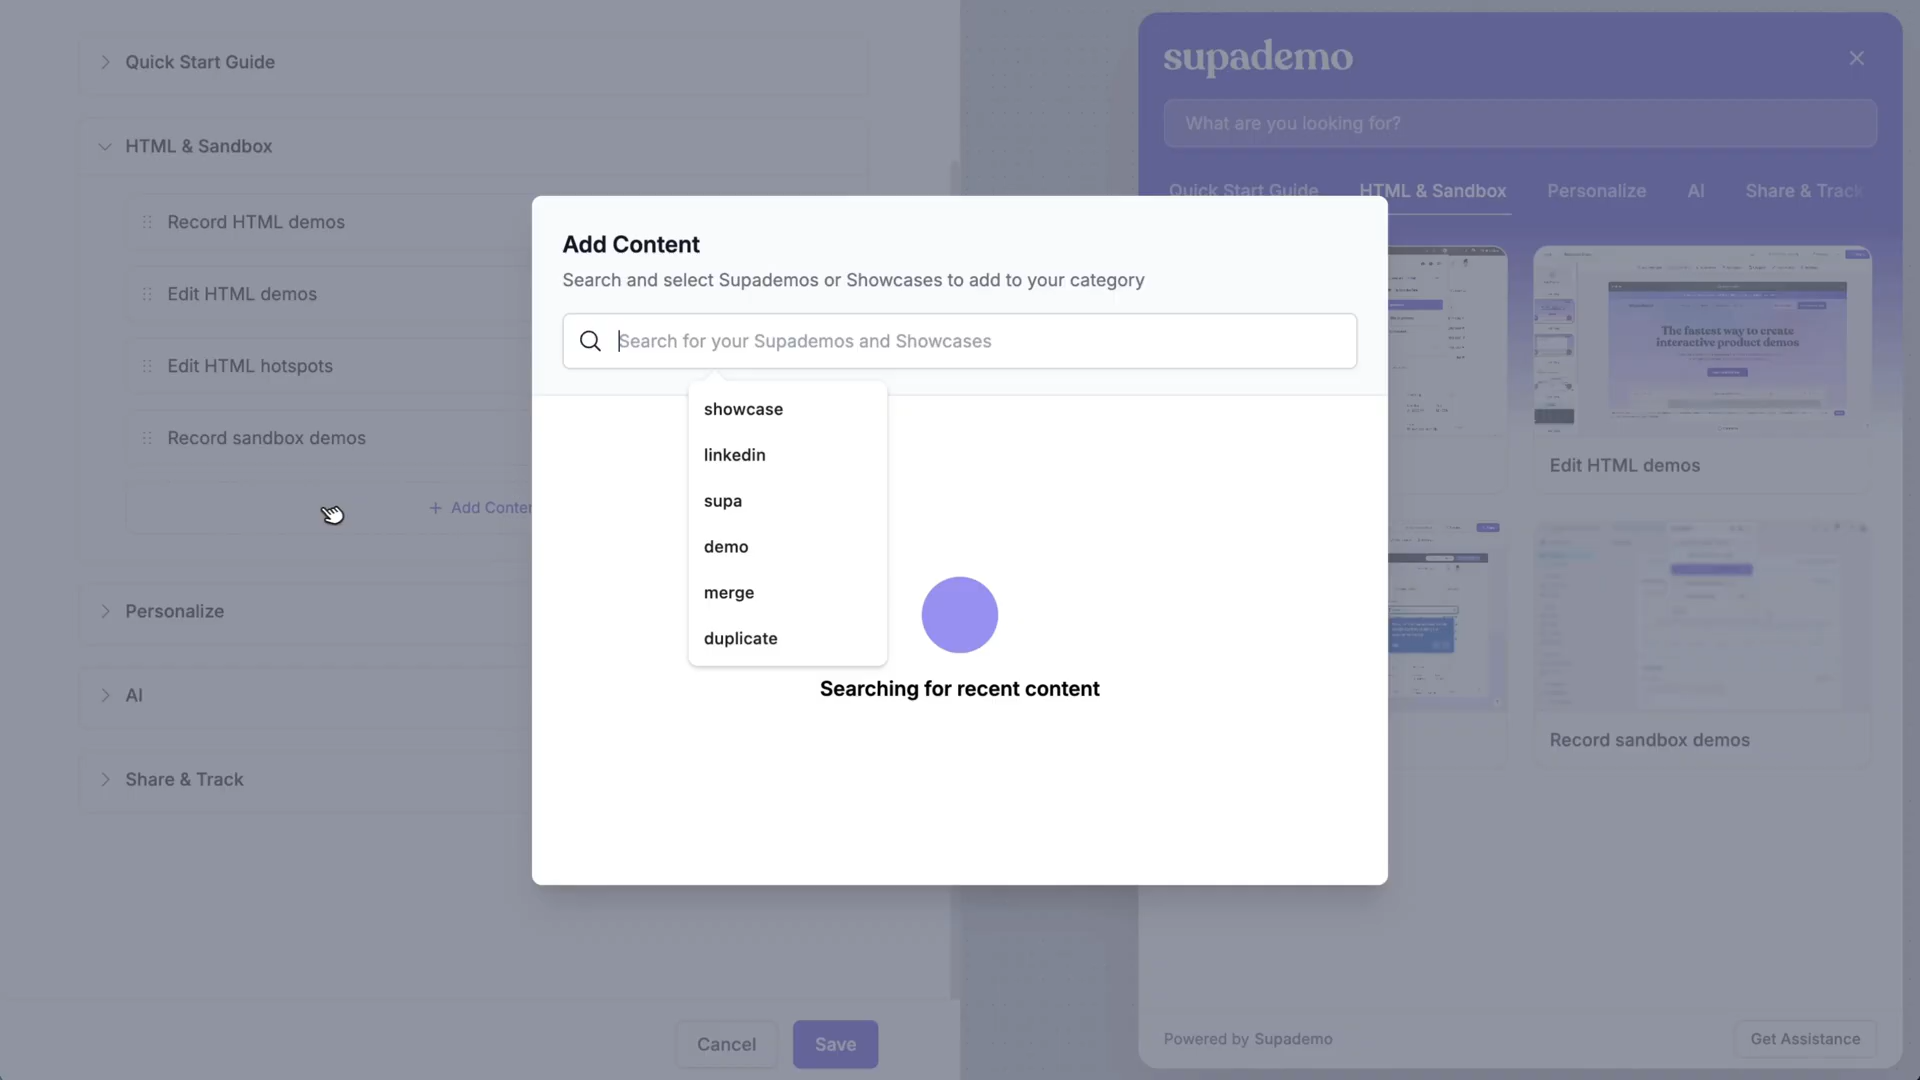 Quick Start Guide
HTML & Sandbox
Record HTML demos
Edit HTML demos
Edit HTML hotspots
Record sandbox demos
+ Add Conten
Personalize
AI
Share & Track
Cancel
Save
Add Content
Search and select Supademos or Showcases to add to your category
Search for your Supademos and Showcases
showcase
linkedin
supa
demo
merge
duplicate
Searching for recent content
supademo
What are you looking for?
Quick Start Guide HTML & Sandbox Personalize AI Share & Track
The fastest way to create
interactive product demos
Edit HTML demos
Record sandbox demos
Powered by Supademo
Get Assistance